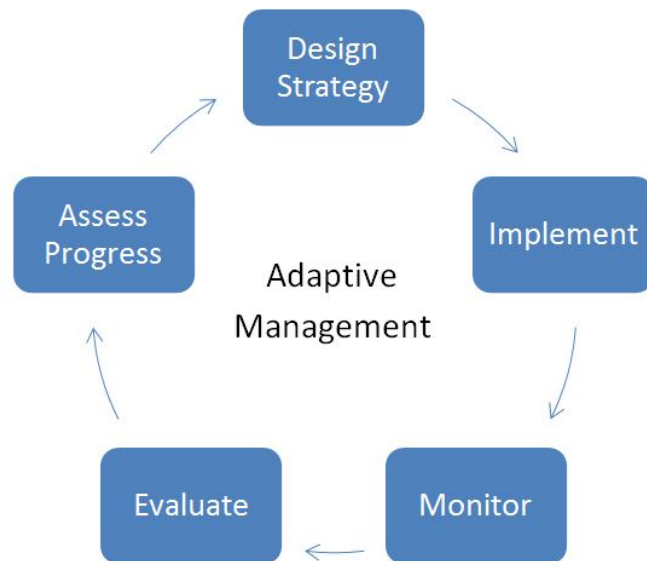 Design
Strategy
Implement
Monitor
Evaluate
Assess
Progress
Adaptive
Management